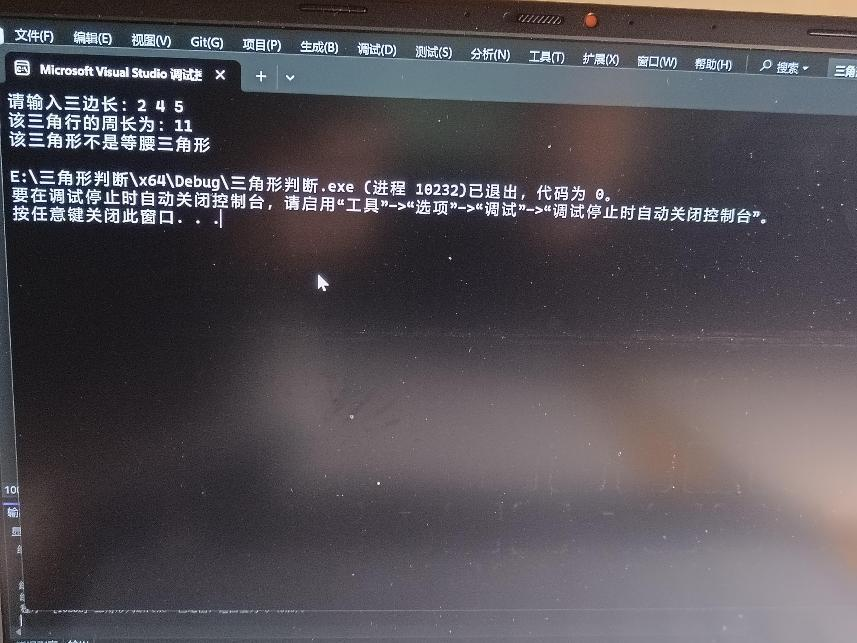 文件(F) 编辑(E) 视图(V) Git(G) 项目(P) 生成(B) 调试(D) 测试(S) 分析(N) 工具(T) 扩展(X) 窗口(W) 帮助(H) 搜索 三角
Microsoft Visual Studio 调试
请输入三边长：2 4 5
该三角行的周长为：11
该三角形不是等腰三角形
E:\三角形判断\x64\Debug\三角形判断.exe (进程 10232)已退出，代码为 0。
要在调试停止时自动关闭控制台，请启用“工具”->“选项”->“调试”->“调试停止时自动关闭控制台”。
按任意键关闭此窗口. . .